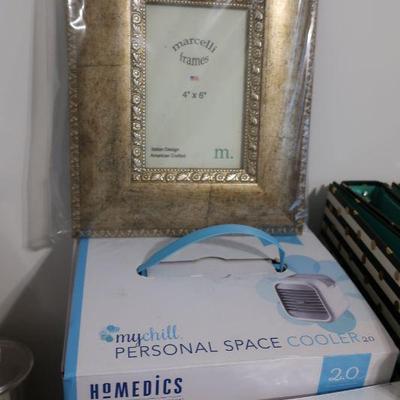 marcelli
frames
4" x 6"
Italian Design
American Crafted
m.
mychill
PERSONAL SPACE COOLER 2.0
HOMEDICS
2.0